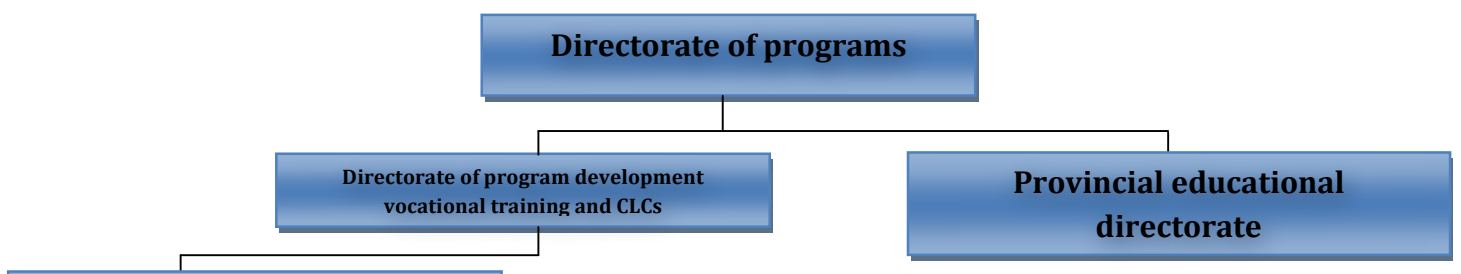 Directorate of programs
Directorate of program development
vocational training and CLCs
Provincial educational
directorate